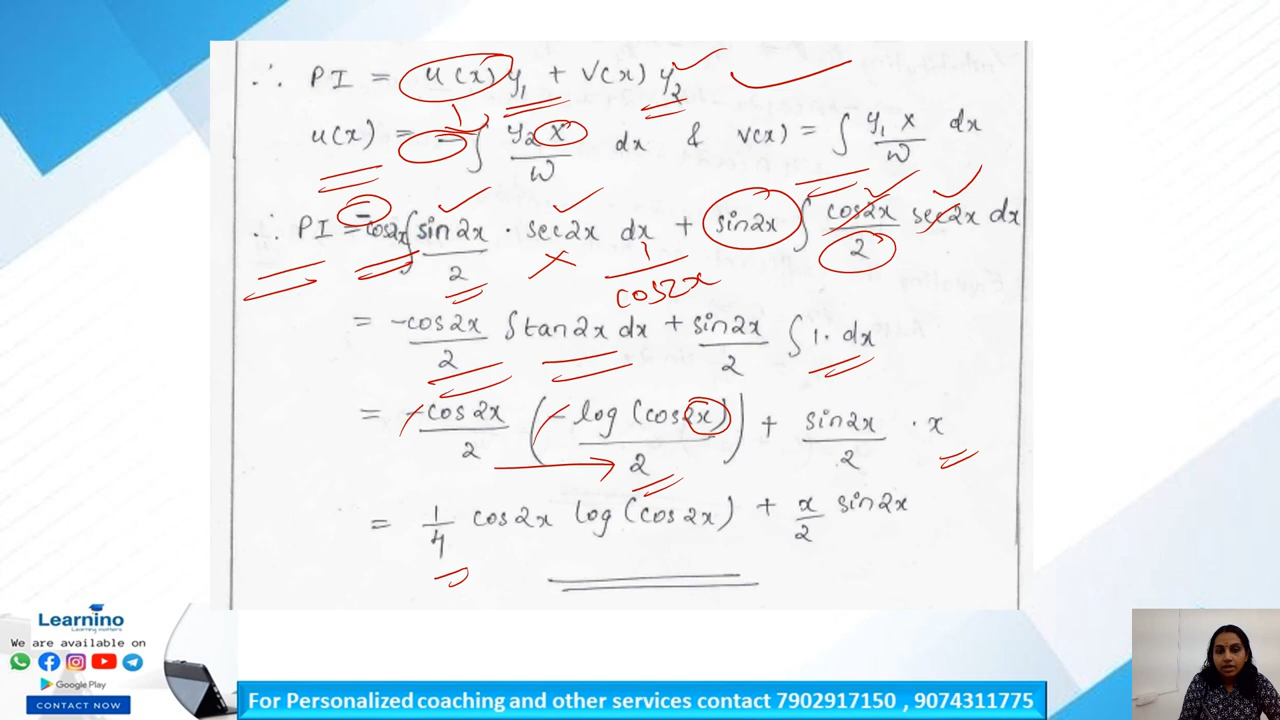 ∴ PI = u(x) y₁ + v(x) y₂
u(x) = -∫ y₂ X / W dx & v(x) = ∫ y₁ X / W dx
∴ PI = -cos2x ∫ sin2x / 2 · sec2x dx + sin2x ∫ cos2x / 2 sec2x dx
× 1 / cos2x
= -cos2x / 2 ∫ tan2x dx + sin2x / 2 ∫ 1. dx
= -cos2x / 2 ( -log (cos2x) / 2 ) + sin2x / 2 · x
= 1/4 cos2x log (cos2x) + x/2 sin2x
Learnino
Learning matters
We are available on
Google Play
CONTACT NOW
For Personalized coaching and other services contact 7902917150 , 9074311775